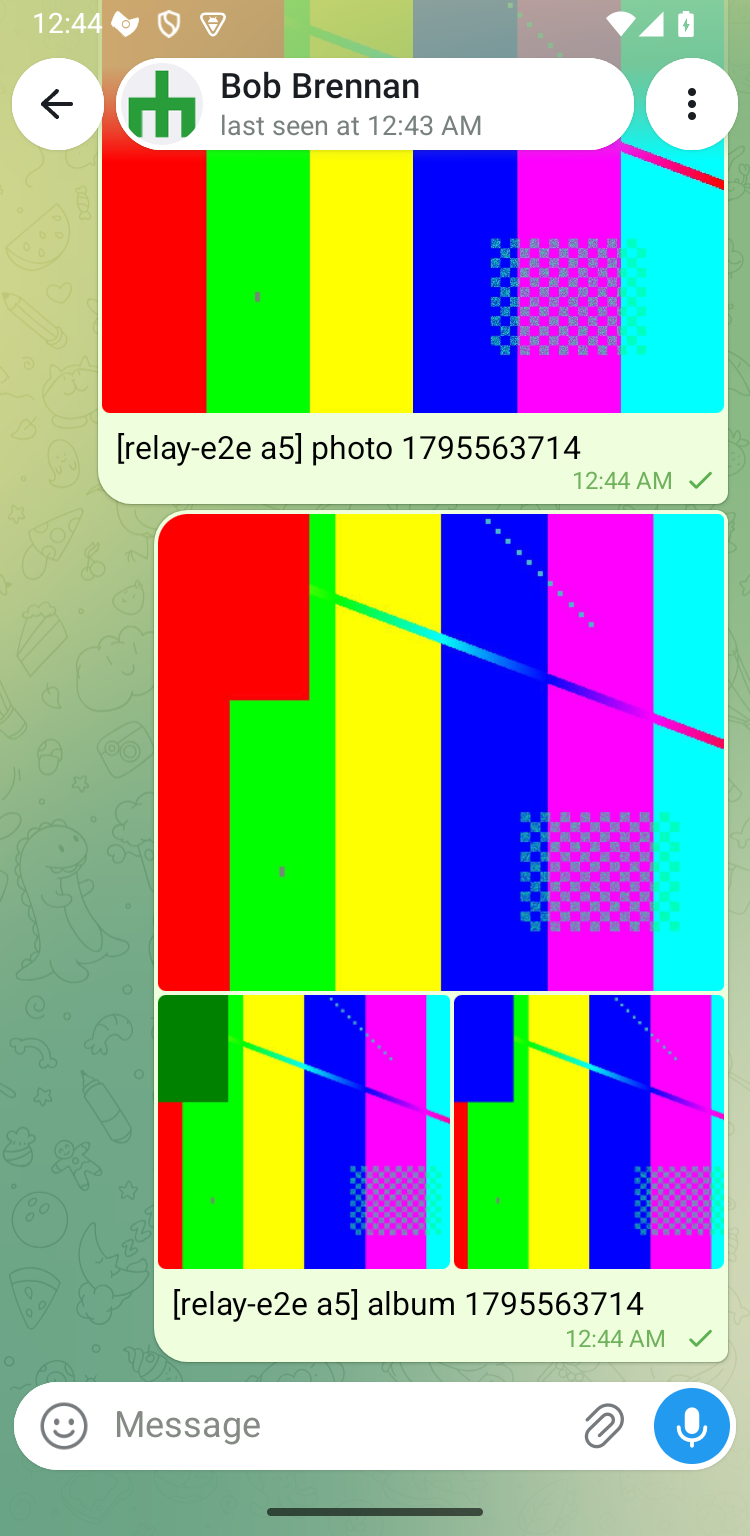 12:44
Bob Brennan
last seen at 12:43 AM
[relay-e2e a5] photo 1795563714
12:44 AM
[relay-e2e a5] album 1795563714
12:44 AM
Message